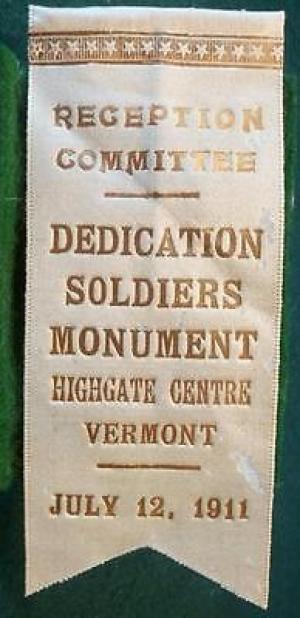 RECEPTION
COMMITTEE
DEDICATION
SOLDIERS
MONUMENT
HIGHGATE CENTRE
VERMONT
JULY 12, 1911